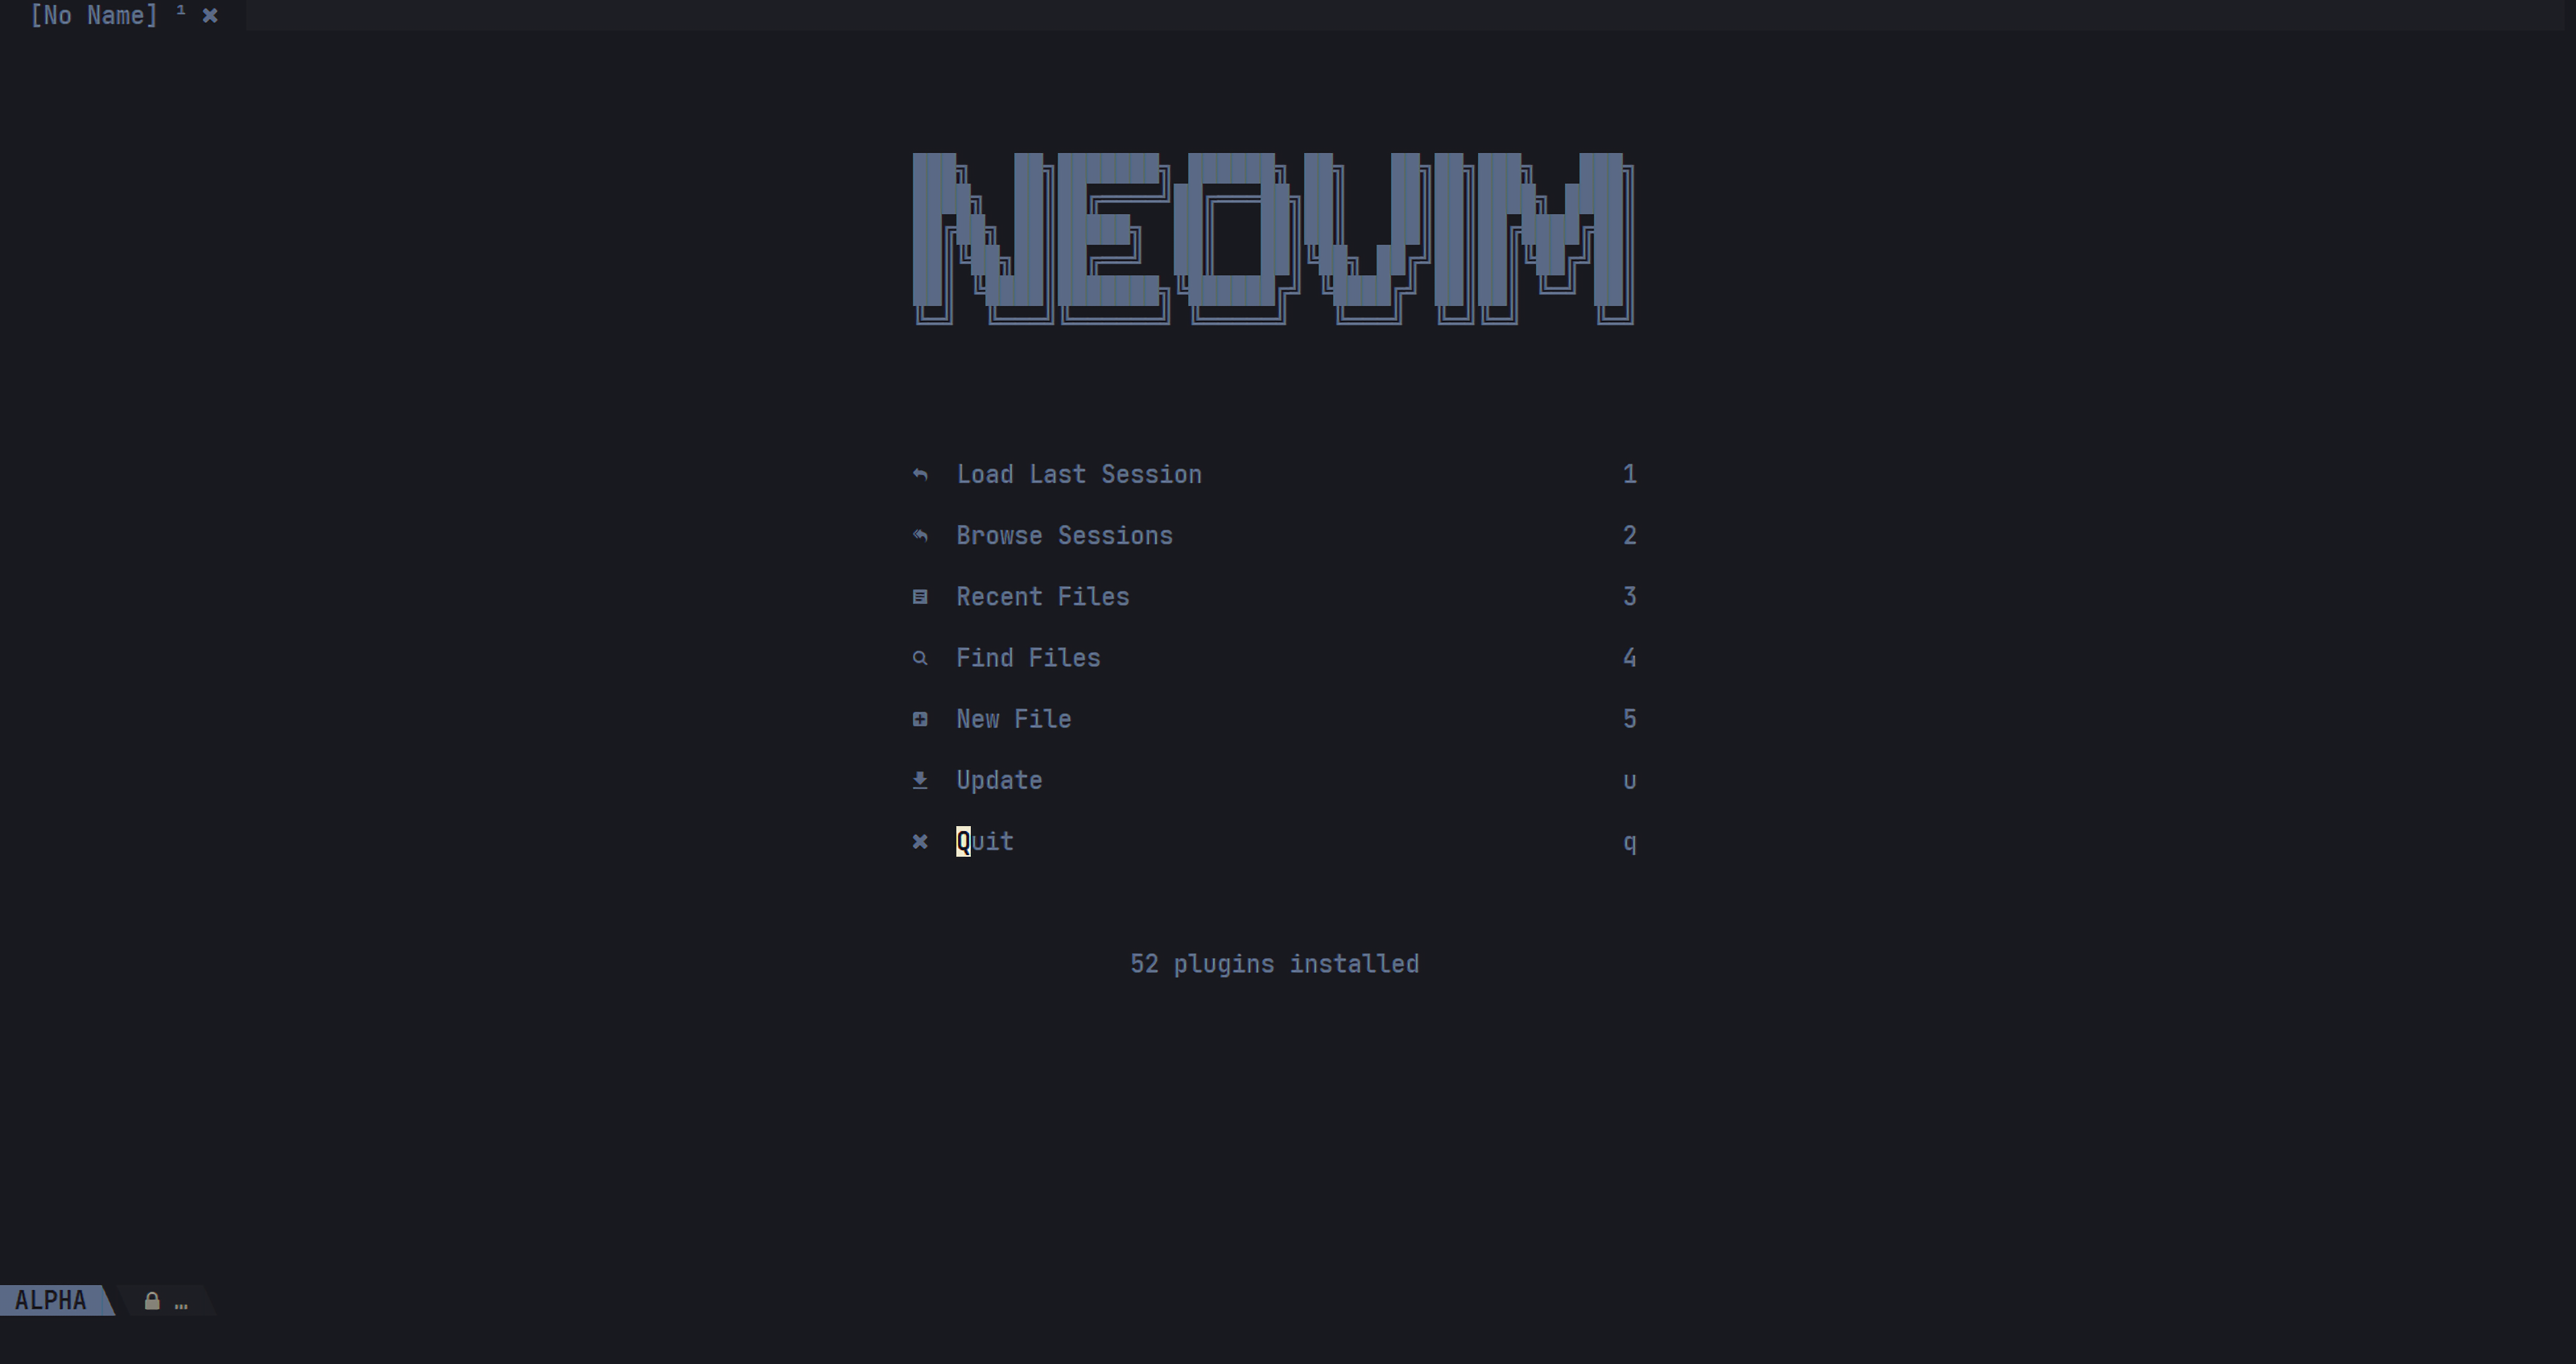 [No Name] ¹ ✖
NEOVIM
Load Last Session 1
Browse Sessions 2
Recent Files 3
Find Files 4
New File 5
Update u
Quit q
52 plugins installed
ALPHA …